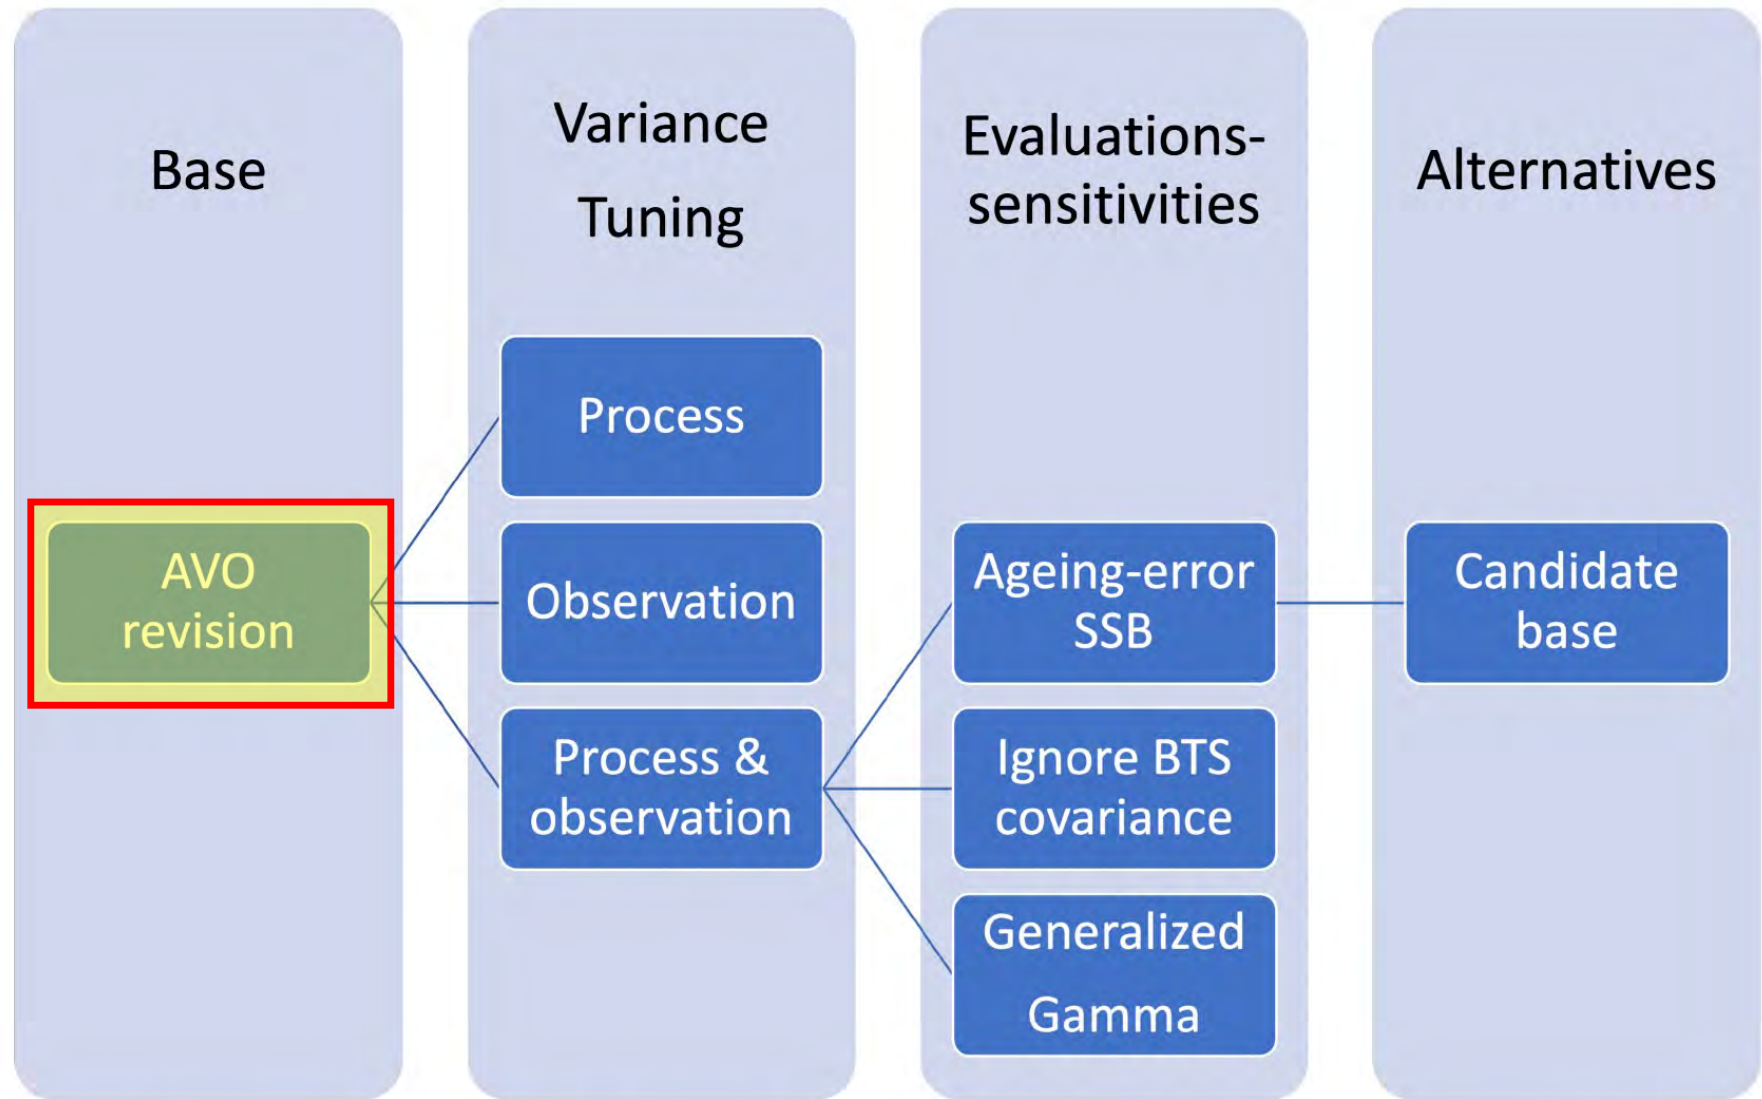 Base
Variance
Tuning
Evaluations-
sensitivities
Alternatives
AVO
revision
Process
Observation
Process &
observation
Ageing-error
SSB
Ignore BTS
covariance
Generalized
Gamma
Candidate
base